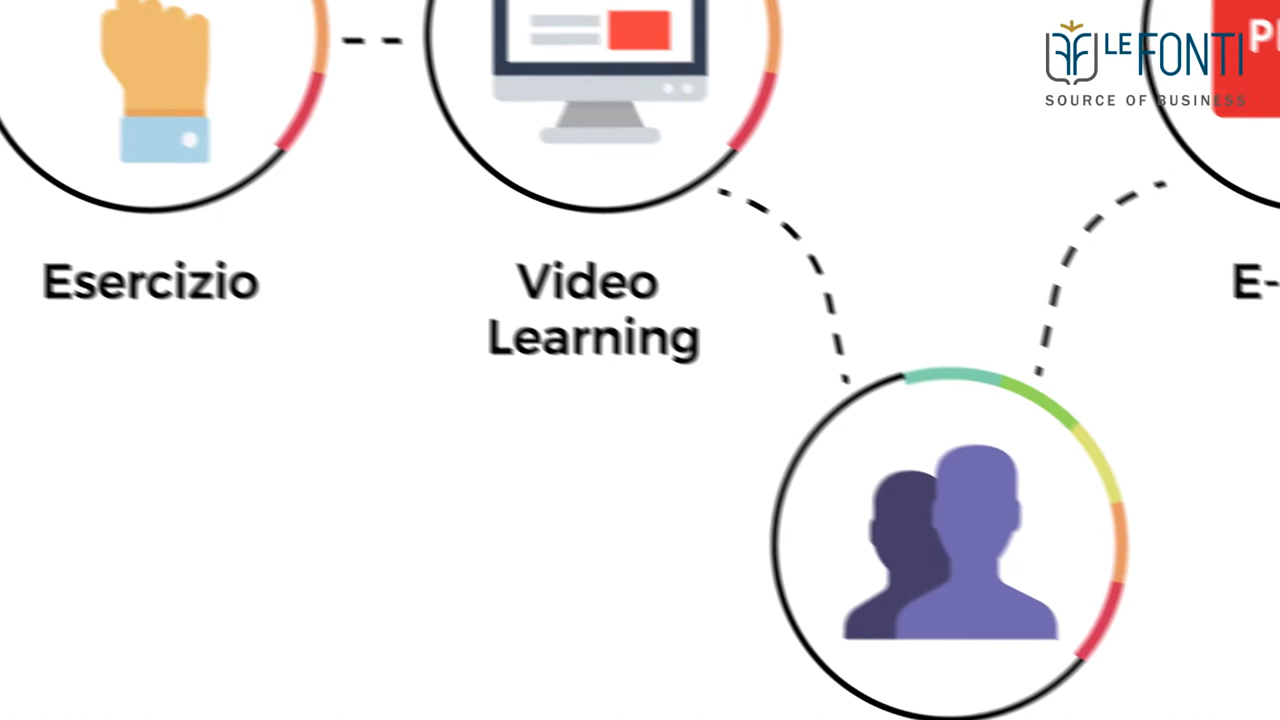 LE FONTI
SOURCE OF BUSINESS
Esercizio
Video
Learning
E-